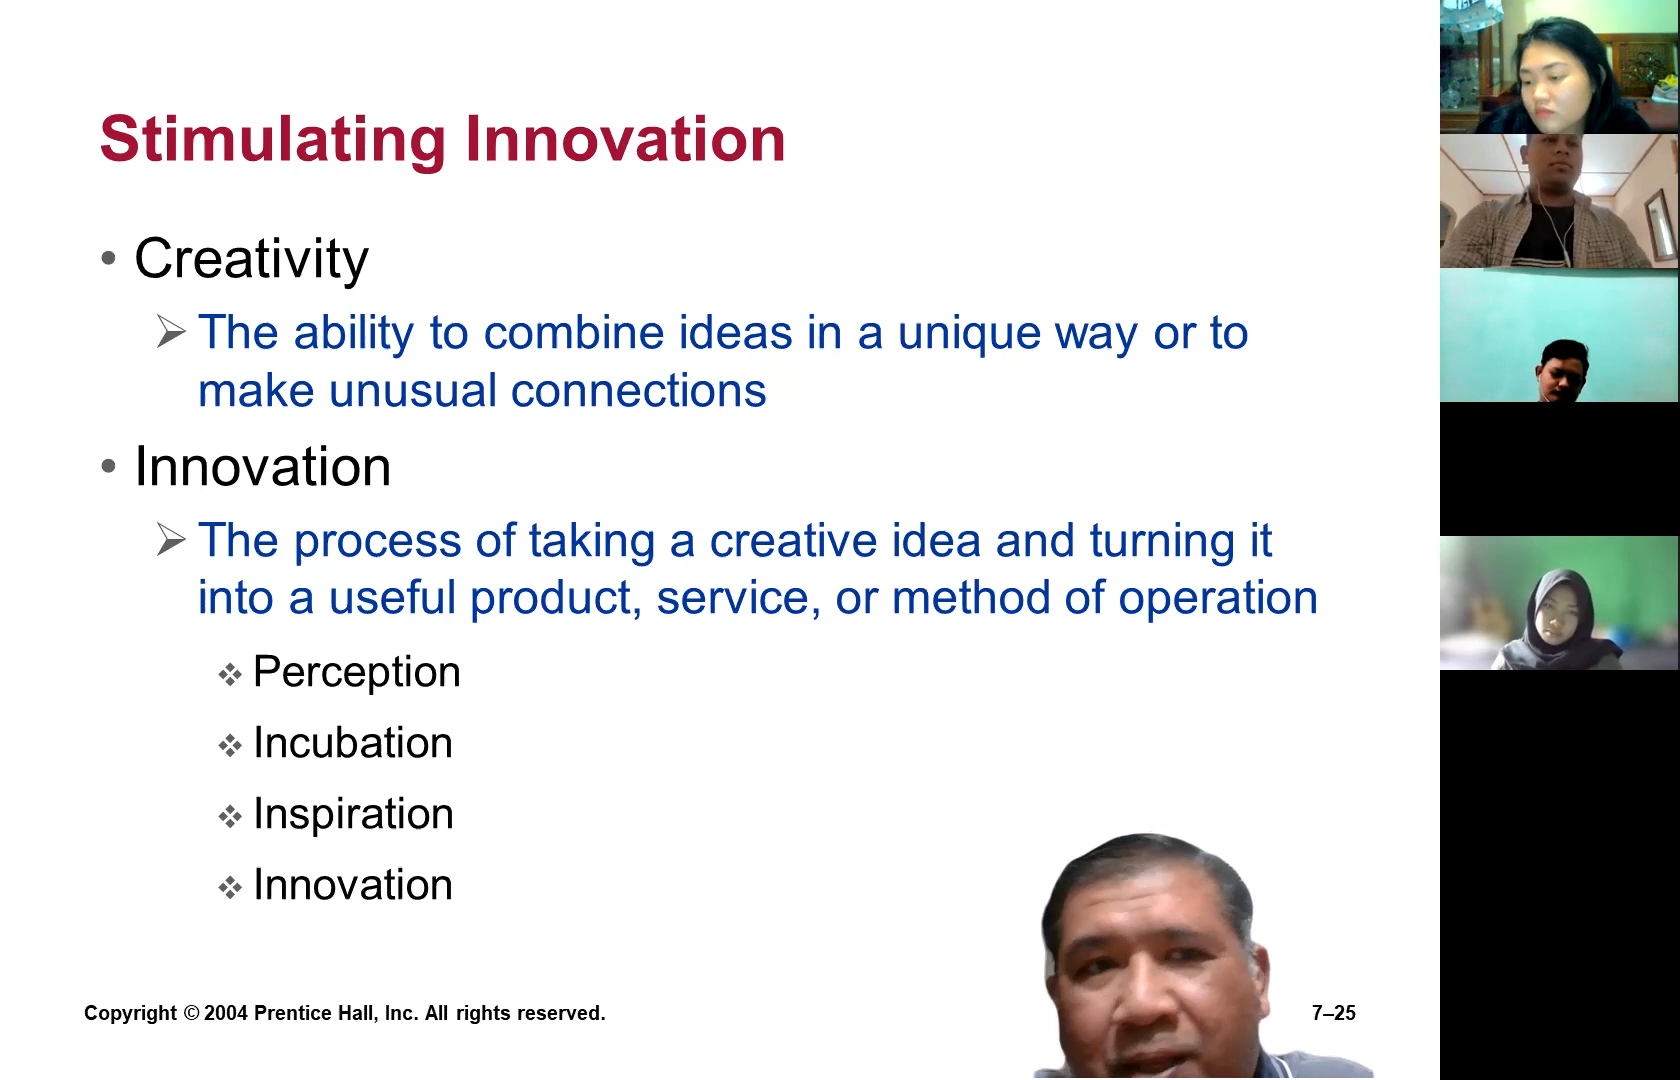 Stimulating Innovation
• Creativity
➢ The ability to combine ideas in a unique way or to
make unusual connections
• Innovation
➢ The process of taking a creative idea and turning it
into a useful product, service, or method of operation
❖ Perception
❖ Incubation
❖ Inspiration
❖ Innovation
Copyright © 2004 Prentice Hall, Inc. All rights reserved.
7–25